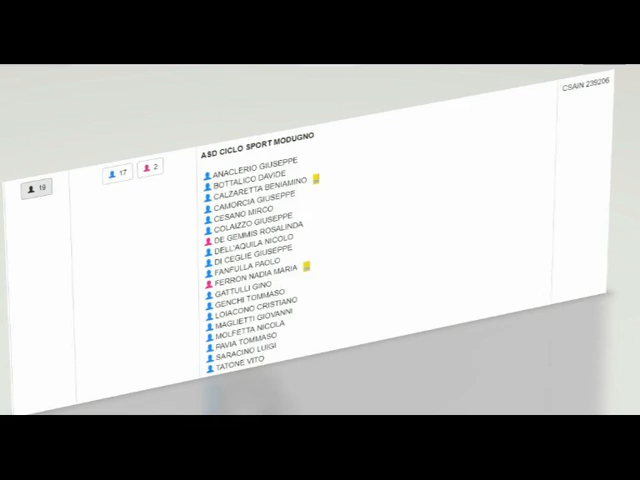 CSAIN 239206
ASD CICLO SPORT MODUGNO
19
17
2
ANACLERIO GIUSEPPE
BOTTALICO DAVIDE
CALZARETTA BENIAMINO
CAMORCIA GIUSEPPE
CESANO MIRCO
COLAIZZO GIUSEPPE
DE GEMMIS ROSALINDA
DELL'AQUILA NICOLO
DI CEGLIE GIUSEPPE
FANFULLA PAOLO
FERRON NADIA MARIA
GATTULLI GINO
GENCHI TOMMASO
LOIACONO CRISTIANO
MAGLIETTI GIOVANNI
MOLFETTA NICOLA
PAVIA TOMMASO
SARACINO LUIGI
TATONE VITO